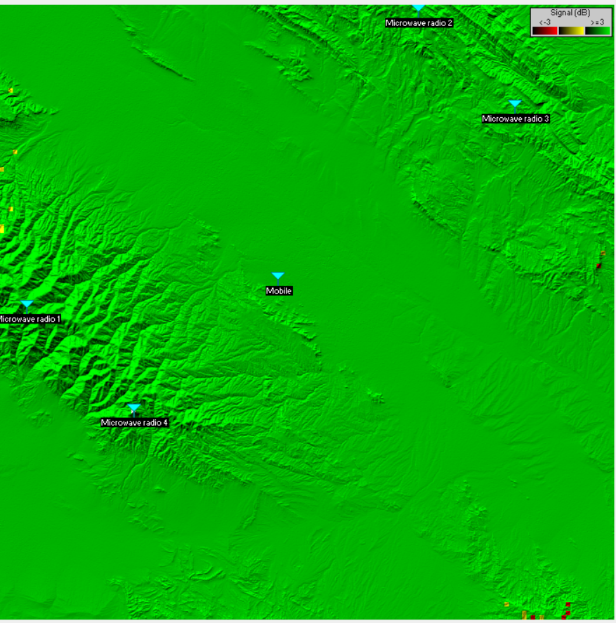 Microwave radio 2
Signal (dB)
<-3 >=3
Microwave radio 3
Mobile
Microwave radio 1
Microwave radio 4